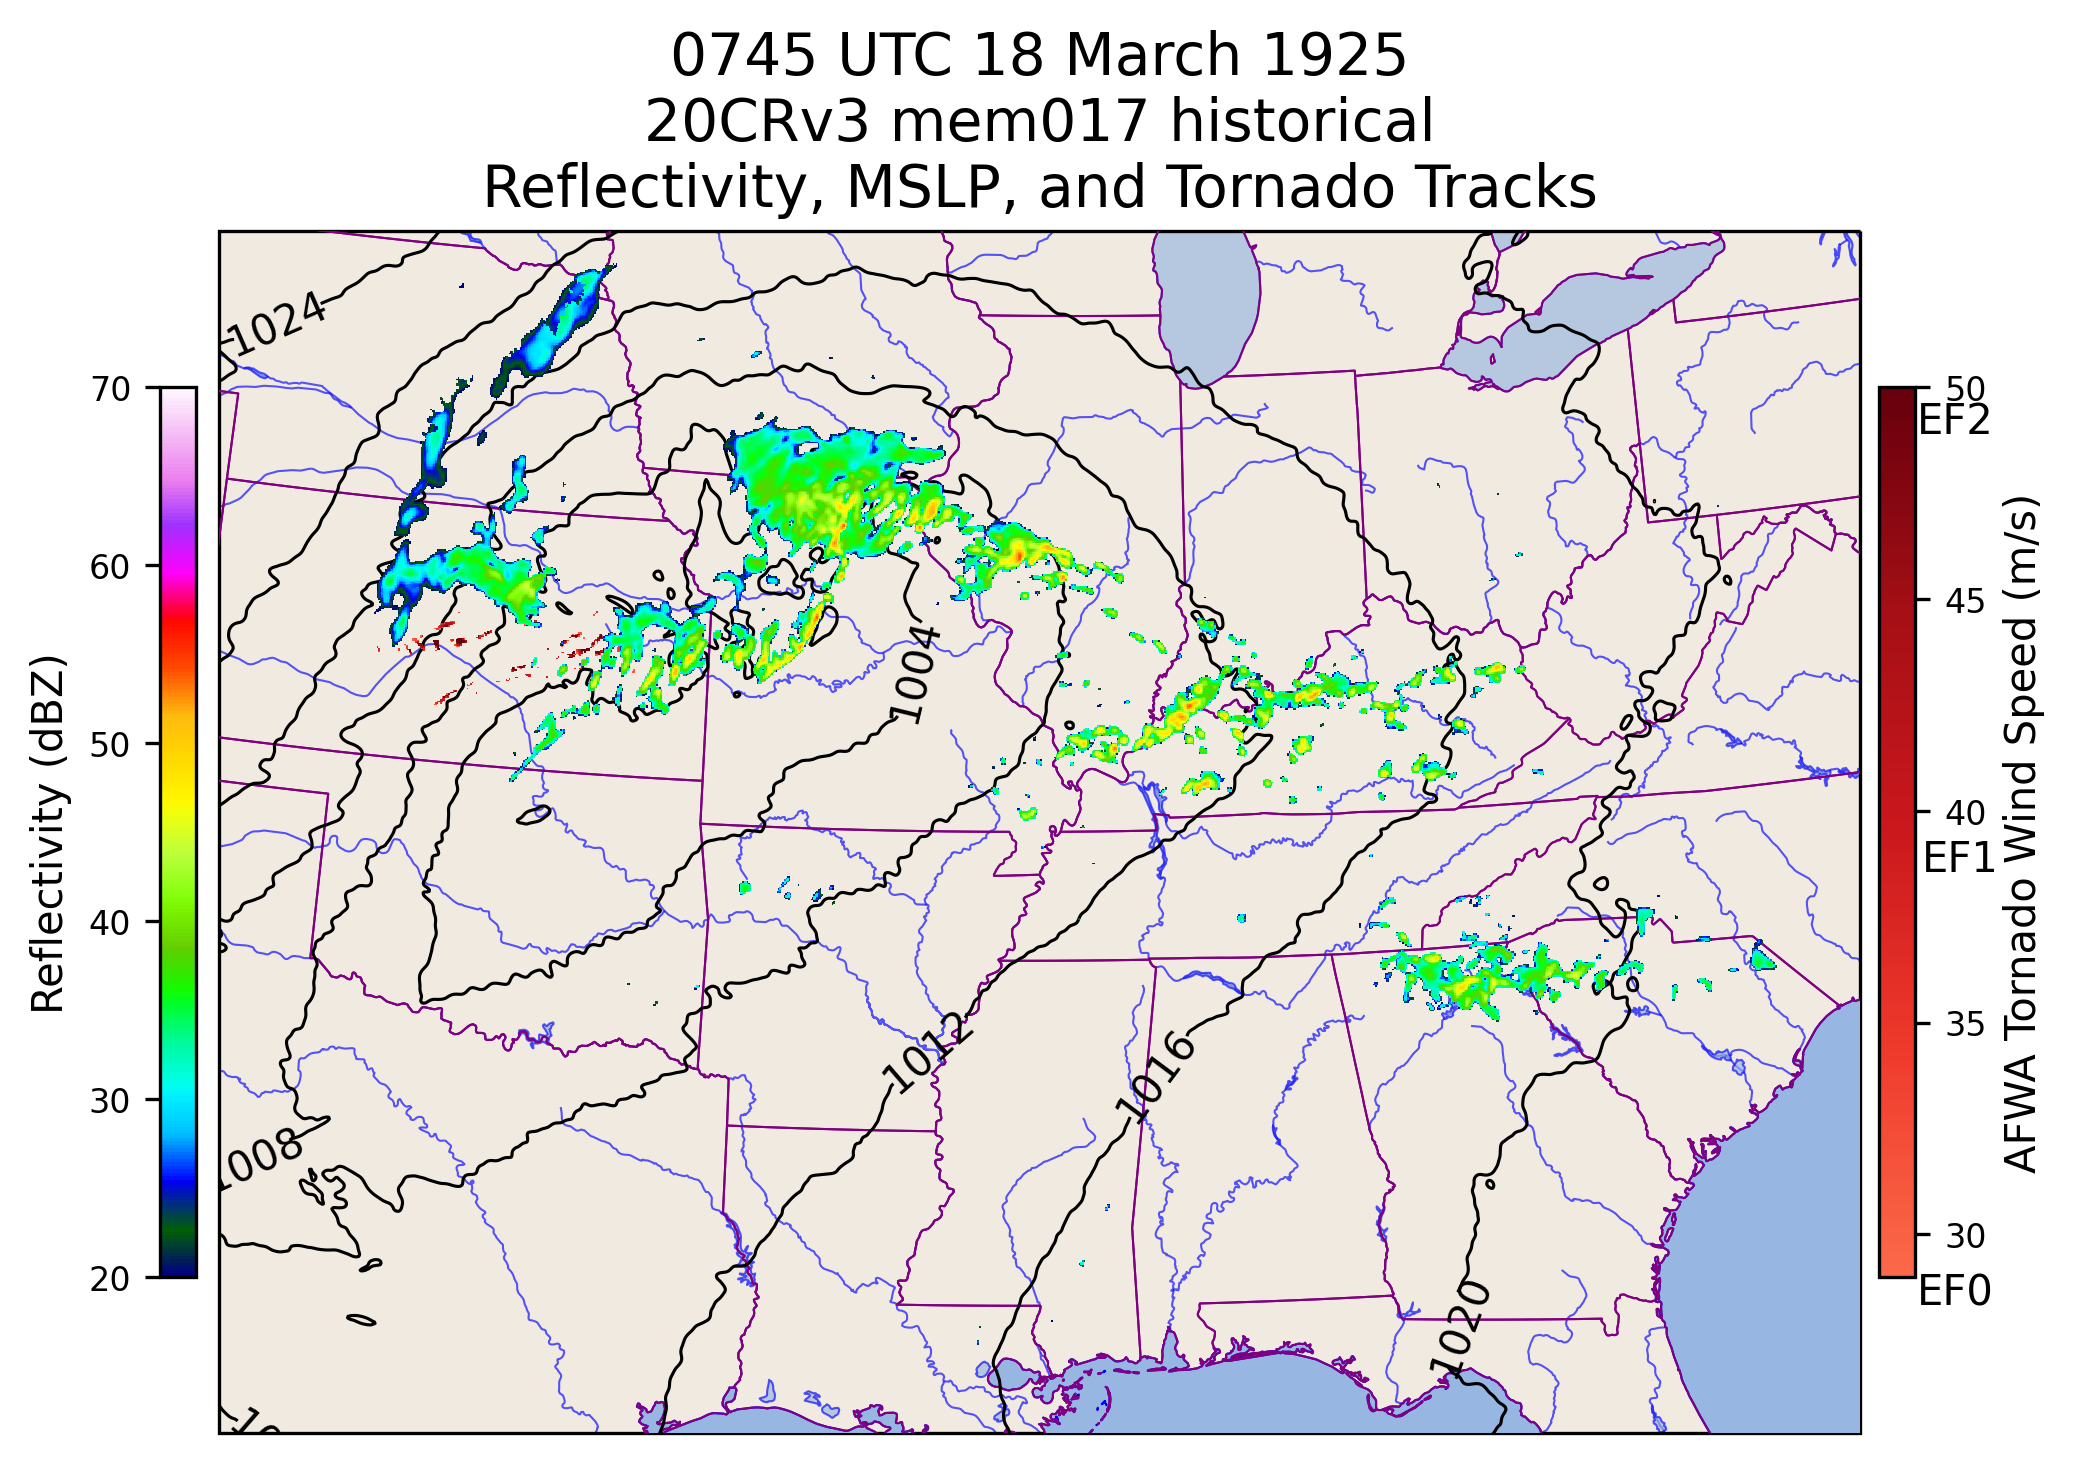 0745 UTC 18 March 1925
20CRv3 mem017 historical
Reflectivity, MSLP, and Tornado Tracks
1024
1004
1012
1016
1008
1020
70
60
50
40
30
20
Reflectivity (dBZ)
50
EF2
45
40
EF1
35
30
EF0
AFWA Tornado Wind Speed (m/s)